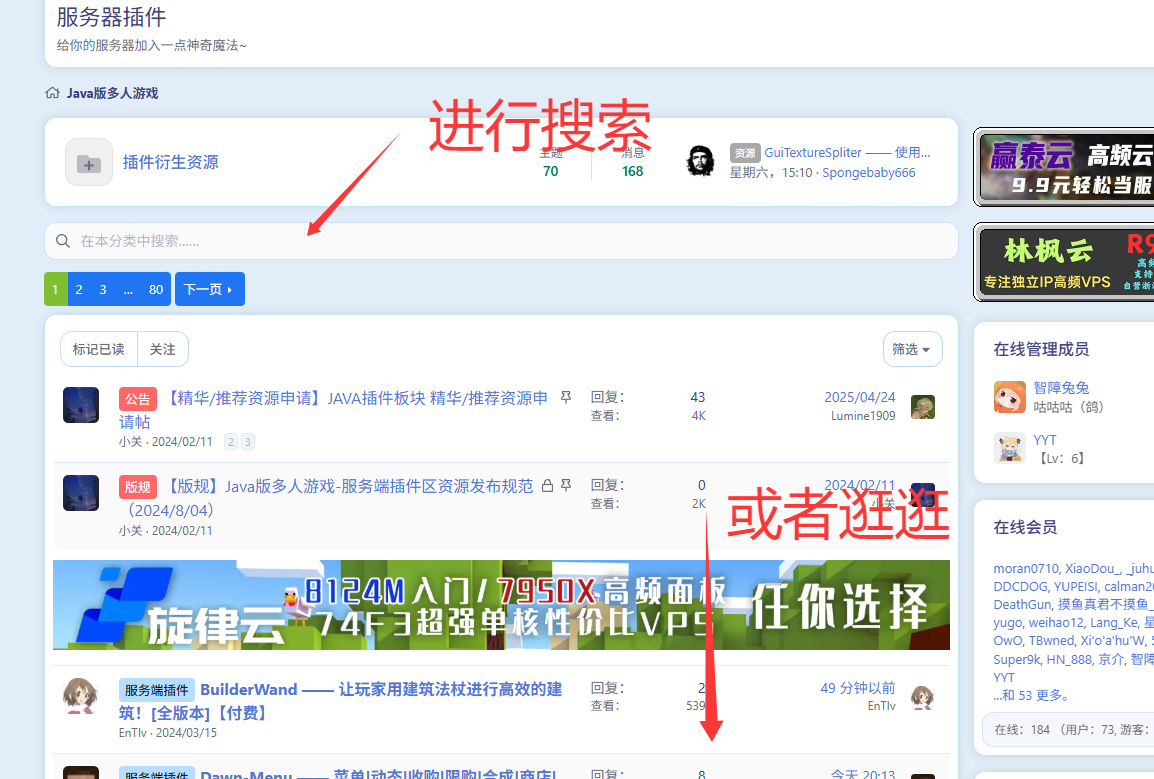 服务器插件
给你的服务器加入一点神奇魔法~
Java版多人游戏
进行搜索
插件衍生资源
主题
70
消息
168
资源 GuiTextureSpliter —— 使用...
星期六，15:10 · Spongebaby666
赢泰云 高频云
9.9元轻松当服
在本分类中搜索......
林枫云 R9
高频
支持
专注独立IP高频VPS 自营浙
1 2 3 ... 80 下一页
标记已读 关注 筛选
在线管理成员
智障兔兔
咕咕咕（鸽）
YYT
【Lv：6】
公告 【精华/推荐资源申请】JAVA插件板块 精华/推荐资源申
请帖
小关 · 2024/02/11 2 3
回复： 43
查看： 4K
2025/04/24
Lumine1909
版规 【版规】Java版多人游戏-服务端插件区资源发布规范
（2024/8/04）
小关 · 2024/02/11
回复： 0
查看： 2K
2024/02/11
小关
或者逛逛
在线会员
moran0710, XiaoDou_, _juhu
DDCDOG, YUPEISI, calman20
DeathGun, 摸鱼真君不摸鱼_
yugo, weihao12, Lang_Ke, 星
OwO, TBwned, Xi'o'a'hu'W, 5
Super9k, HN_888, 京介, 智障
YYT
...和 53 更多。
在线：184 （用户：73, 游客：
旋律云
8124M入门/7950X高频面板
74F3超强单核性价比VPS
任你选择
服务端插件 BuilderWand —— 让玩家用建筑法杖进行高效的建
筑！[全版本]【付费】
EnTIv · 2024/03/15
回复： 2
查看： 539
49 分钟以前
EnTIv
服务端插件 Dawn-Menu —— 菜单|动态|收购|限购|合成|商店|
回复： 8
今天 20:13